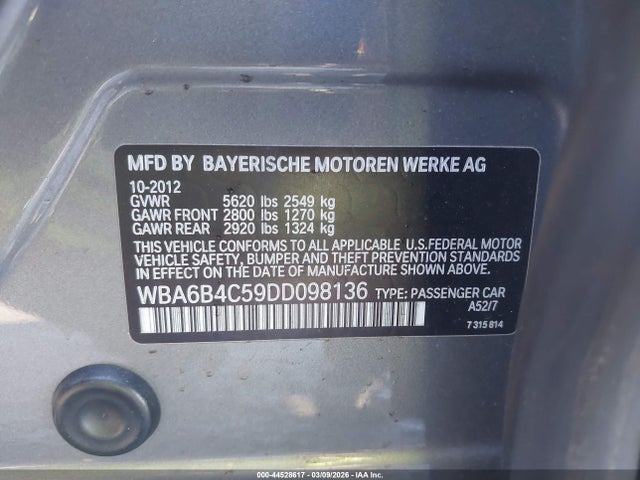 MFD BY BAYERISCHE MOTOREN WERKE AG
10-2012
GVWR 5620 lbs 2549 kg
GAWR FRONT 2800 lbs 1270 kg
GAWR REAR 2920 lbs 1324 kg
THIS VEHICLE CONFORMS TO ALL APPLICABLE U.S.FEDERAL MOTOR
VEHICLE SAFETY, BUMPER AND THEFT PREVENTION STANDARDS
IN EFFECT ON THE DATE OF MANUFACTURE SHOWN ABOVE.
WBA6B4C59DD098136 TYPE: PASSENGER CAR
A52/7
7 315 814
000-44528617 - 03/09/2026 - IAA Inc.